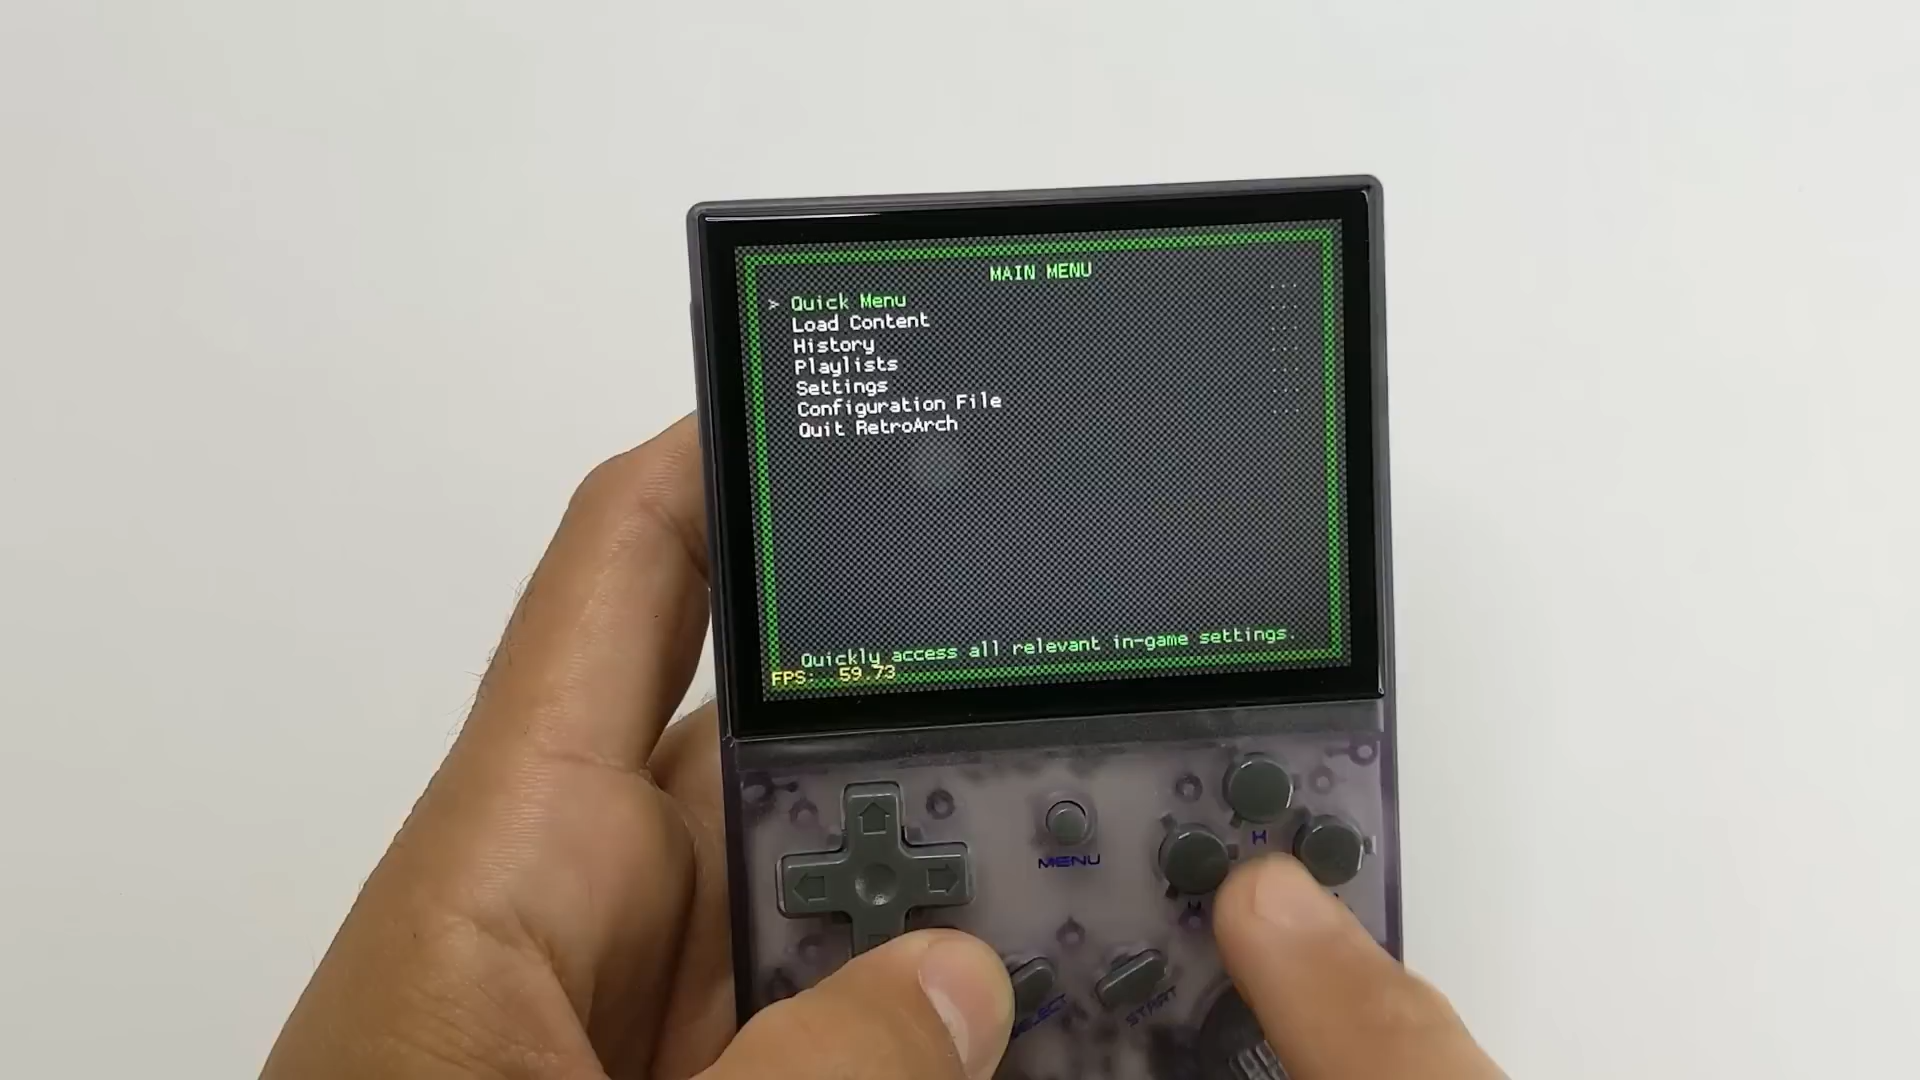 MAIN MENU
> Quick Menu ...
Load Content ...
History ...
Playlists ...
Settings ...
Configuration File ...
Quit RetroArch
Quickly access all relevant in-game settings.
FPS: 59.73
X
MENU
Y
SELECT
START